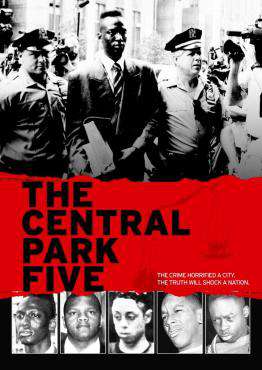 THE
CENTRAL
PARK
FIVE
THE CRIME HORRIFIED A CITY.
THE TRUTH WILL SHOCK A NATION.